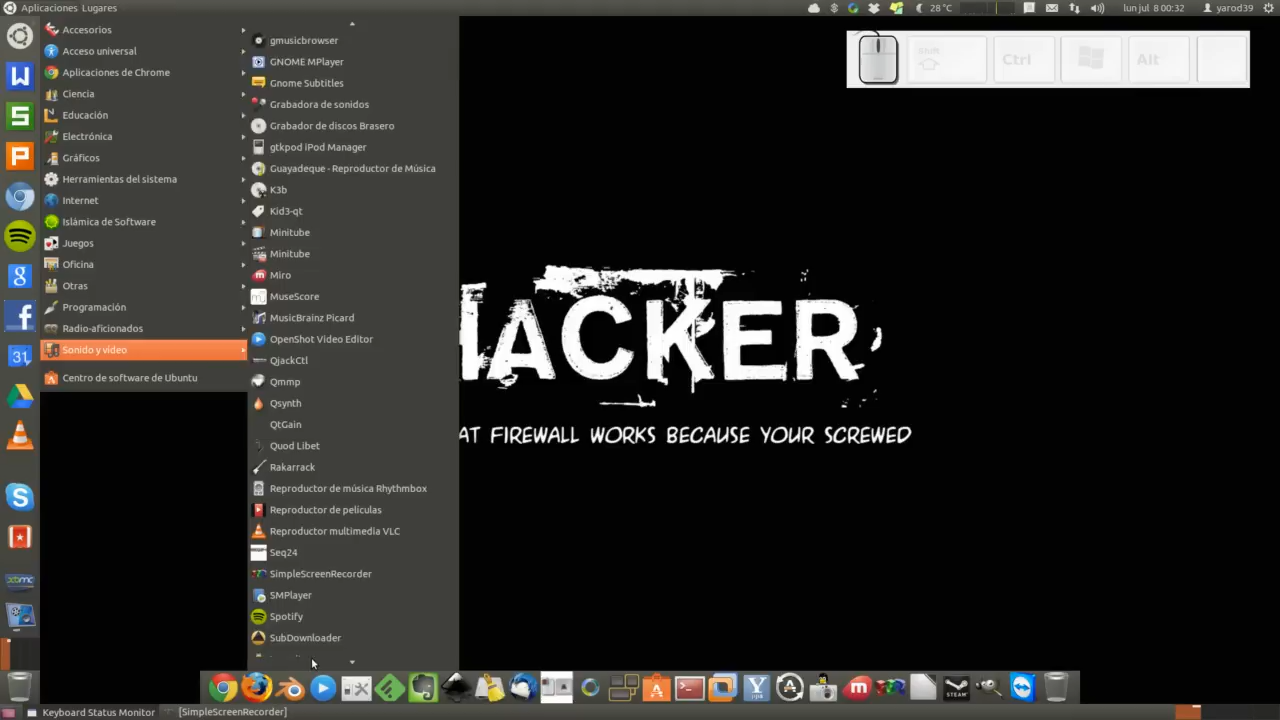 Aplicaciones Lugares
28 °C
lun jul 8 00:32
yarod39
Accesorios
Acceso universal
Aplicaciones de Chrome
Ciencia
Educación
Electrónica
Gráficos
Herramientas del sistema
Internet
Islámica de Software
Juegos
Oficina
Otras
Programación
Radio-aficionados
Sonido y vídeo
Centro de software de Ubuntu
gmusicbrowser
GNOME MPlayer
Gnome Subtitles
Grabadora de sonidos
Grabador de discos Brasero
gtkpod iPod Manager
Guayadeque - Reproductor de Música
K3b
Kid3-qt
Minitube
Minitube
Miro
MuseScore
MusicBrainz Picard
OpenShot Video Editor
QjackCtl
Qmmp
Qsynth
QtGain
Quod Libet
Rakarrack
Reproductor de música Rhythmbox
Reproductor de películas
Reproductor multimedia VLC
Seq24
SimpleScreenRecorder
SMPlayer
Spotify
SubDownloader
Shift
Ctrl
Alt
HACKER
AT FIREWALL WORKS BECAUSE YOUR SCREWED
31
xbmc
STEAM
Keyboard Status Monitor
[SimpleScreenRecorder]